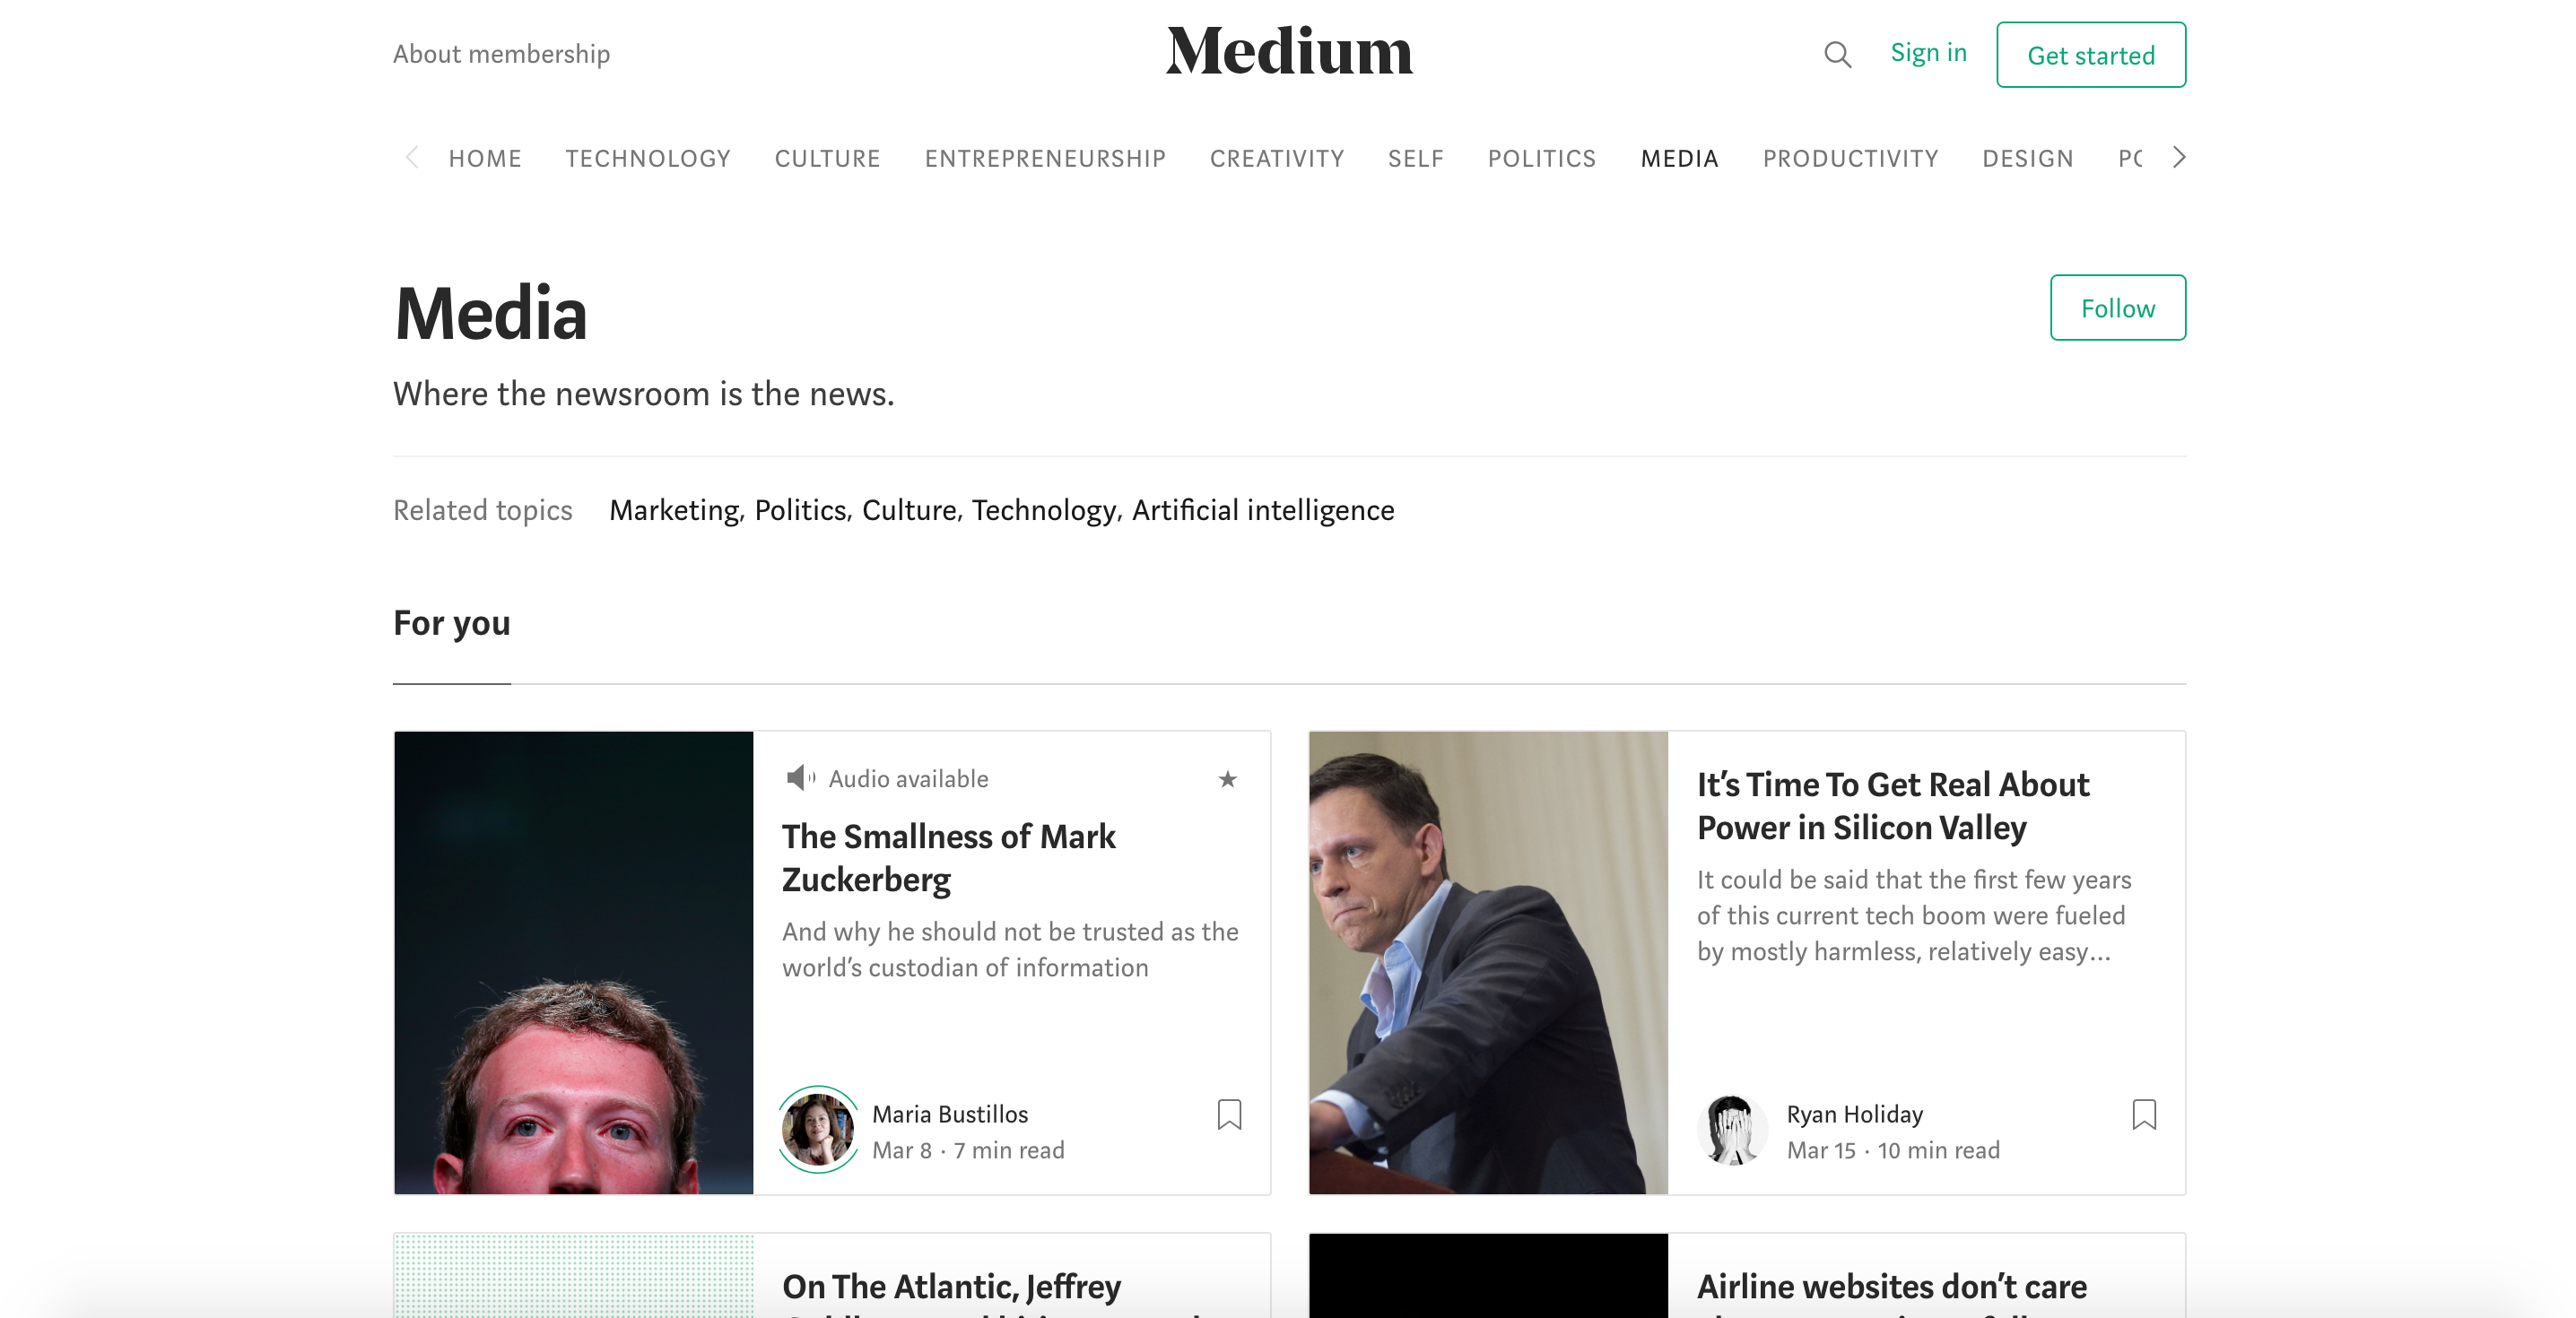 About membership
Medium
Sign in
Get started
HOME TECHNOLOGY CULTURE ENTREPRENEURSHIP CREATIVITY SELF POLITICS MEDIA PRODUCTIVITY DESIGN
Media
Follow
Where the newsroom is the news.
Related topics Marketing, Politics, Culture, Technology, Artificial intelligence
For you
Audio available
The Smallness of Mark
Zuckerberg
And why he should not be trusted as the
world’s custodian of information
Maria Bustillos
Mar 8 · 7 min read
It’s Time To Get Real About
Power in Silicon Valley
It could be said that the first few years
of this current tech boom were fueled
by mostly harmless, relatively easy…
Ryan Holiday
Mar 15 · 10 min read
On The Atlantic, Jeffrey
Airline websites don’t care